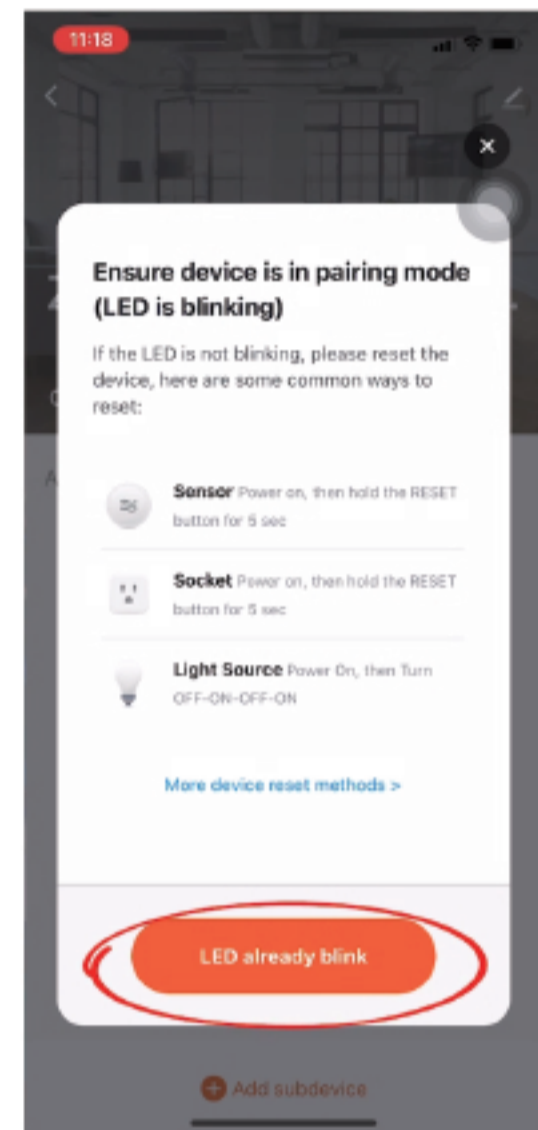 11:18
Ensure device is in pairing mode
(LED is blinking)
If the LED is not blinking, please reset the
device, here are some common ways to
reset:
Sensor Power on, then hold the RESET
button for 5 sec
Socket Power on, then hold the RESET
button for 5 sec
Light Source Power On, then Turn
OFF-ON-OFF-ON
More device reset methods >
LED already blink
Add subdevice